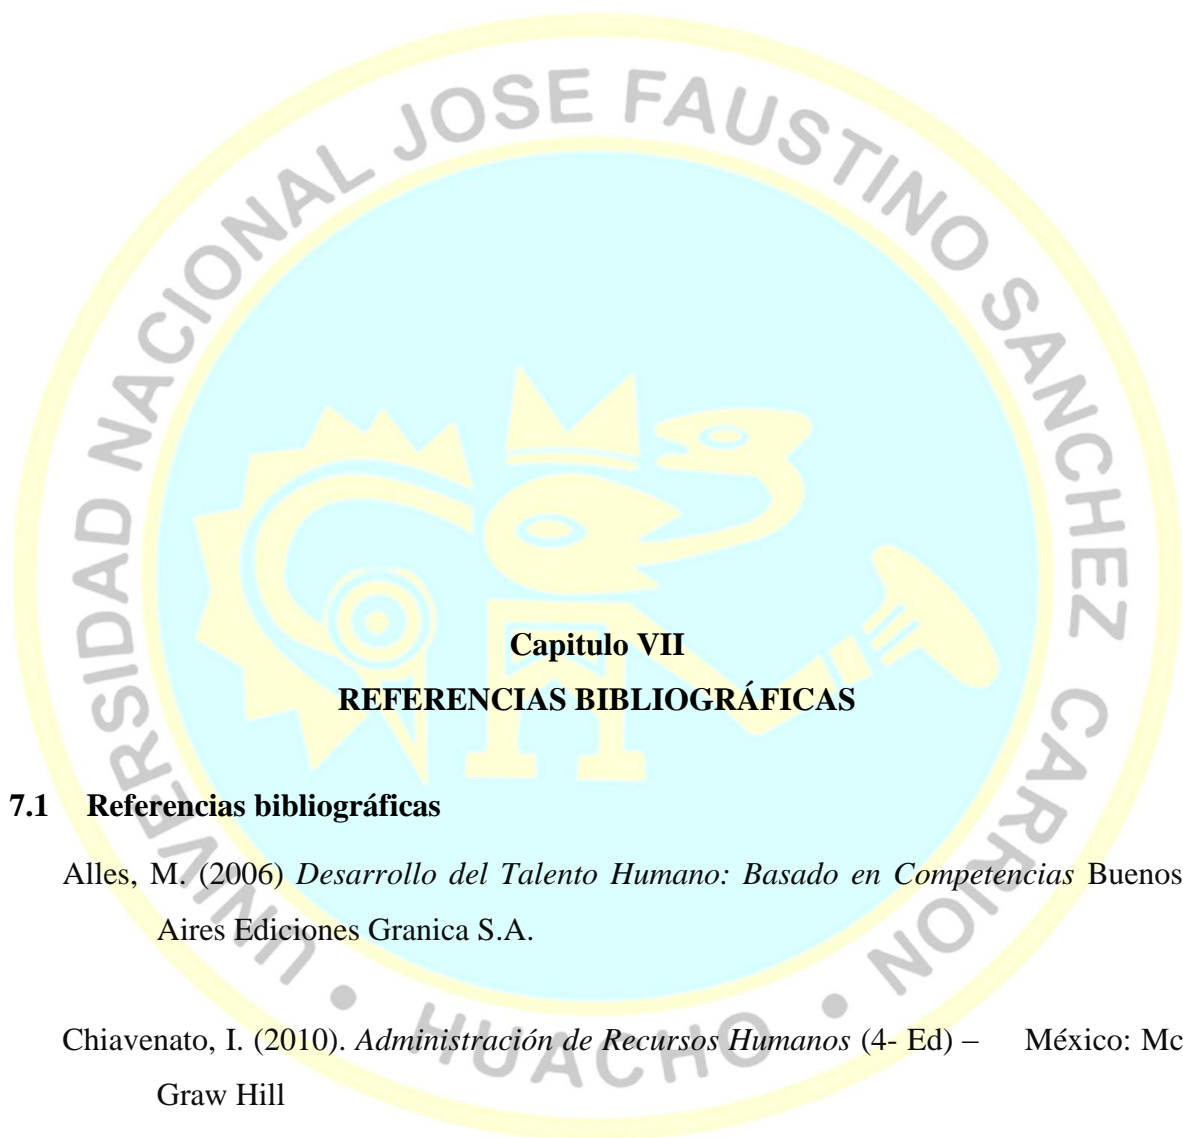 UNIVERSIDAD NACIONAL JOSE FAUSTINO SANCHEZ CARRION
• HUACHO •
Capitulo VII
REFERENCIAS BIBLIOGRÁFICAS
7.1 Referencias bibliográficas
Alles, M. (2006) Desarrollo del Talento Humano: Basado en Competencias Buenos
Aires Ediciones Granica S.A.
Chiavenato, I. (2010). Administración de Recursos Humanos (4- Ed) – México: Mc
Graw Hill